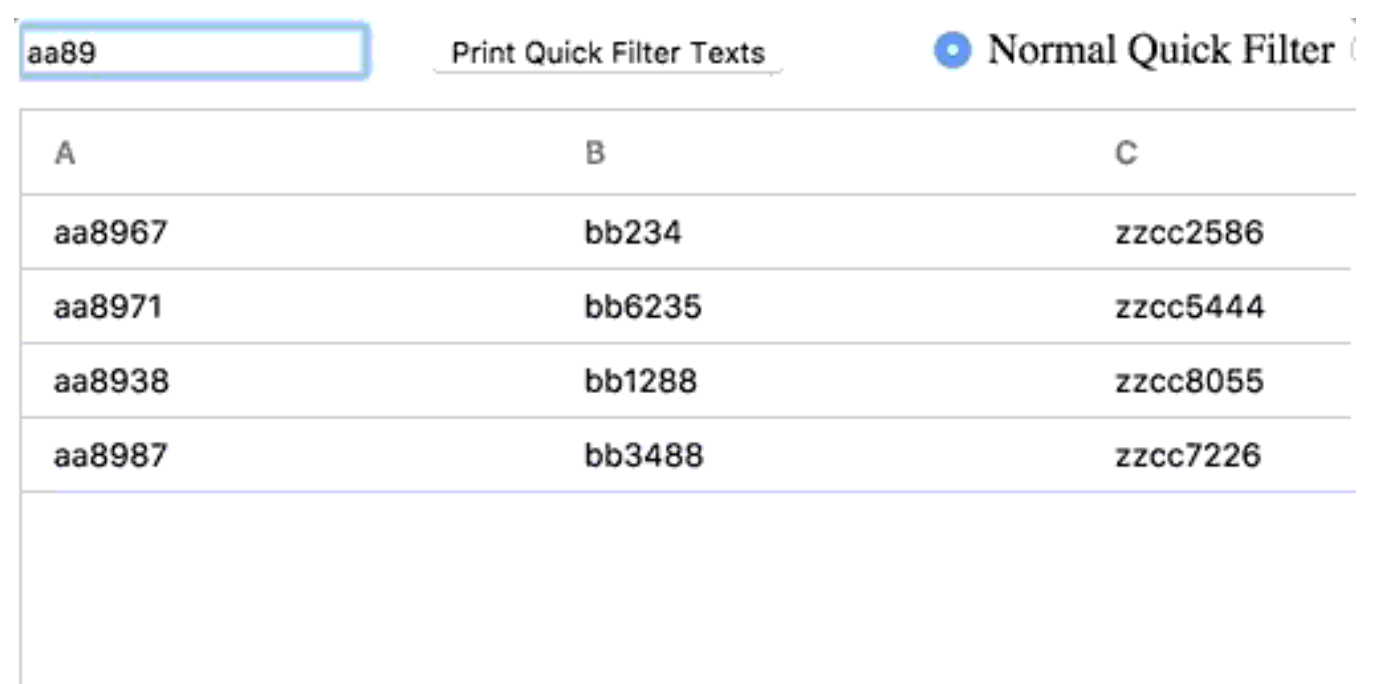 aa89 Print Quick Filter Texts Normal Quick Filter
A B C
aa8967 bb234 zzcc2586
aa8971 bb6235 zzcc5444
aa8938 bb1288 zzcc8055
aa8987 bb3488 zzcc7226